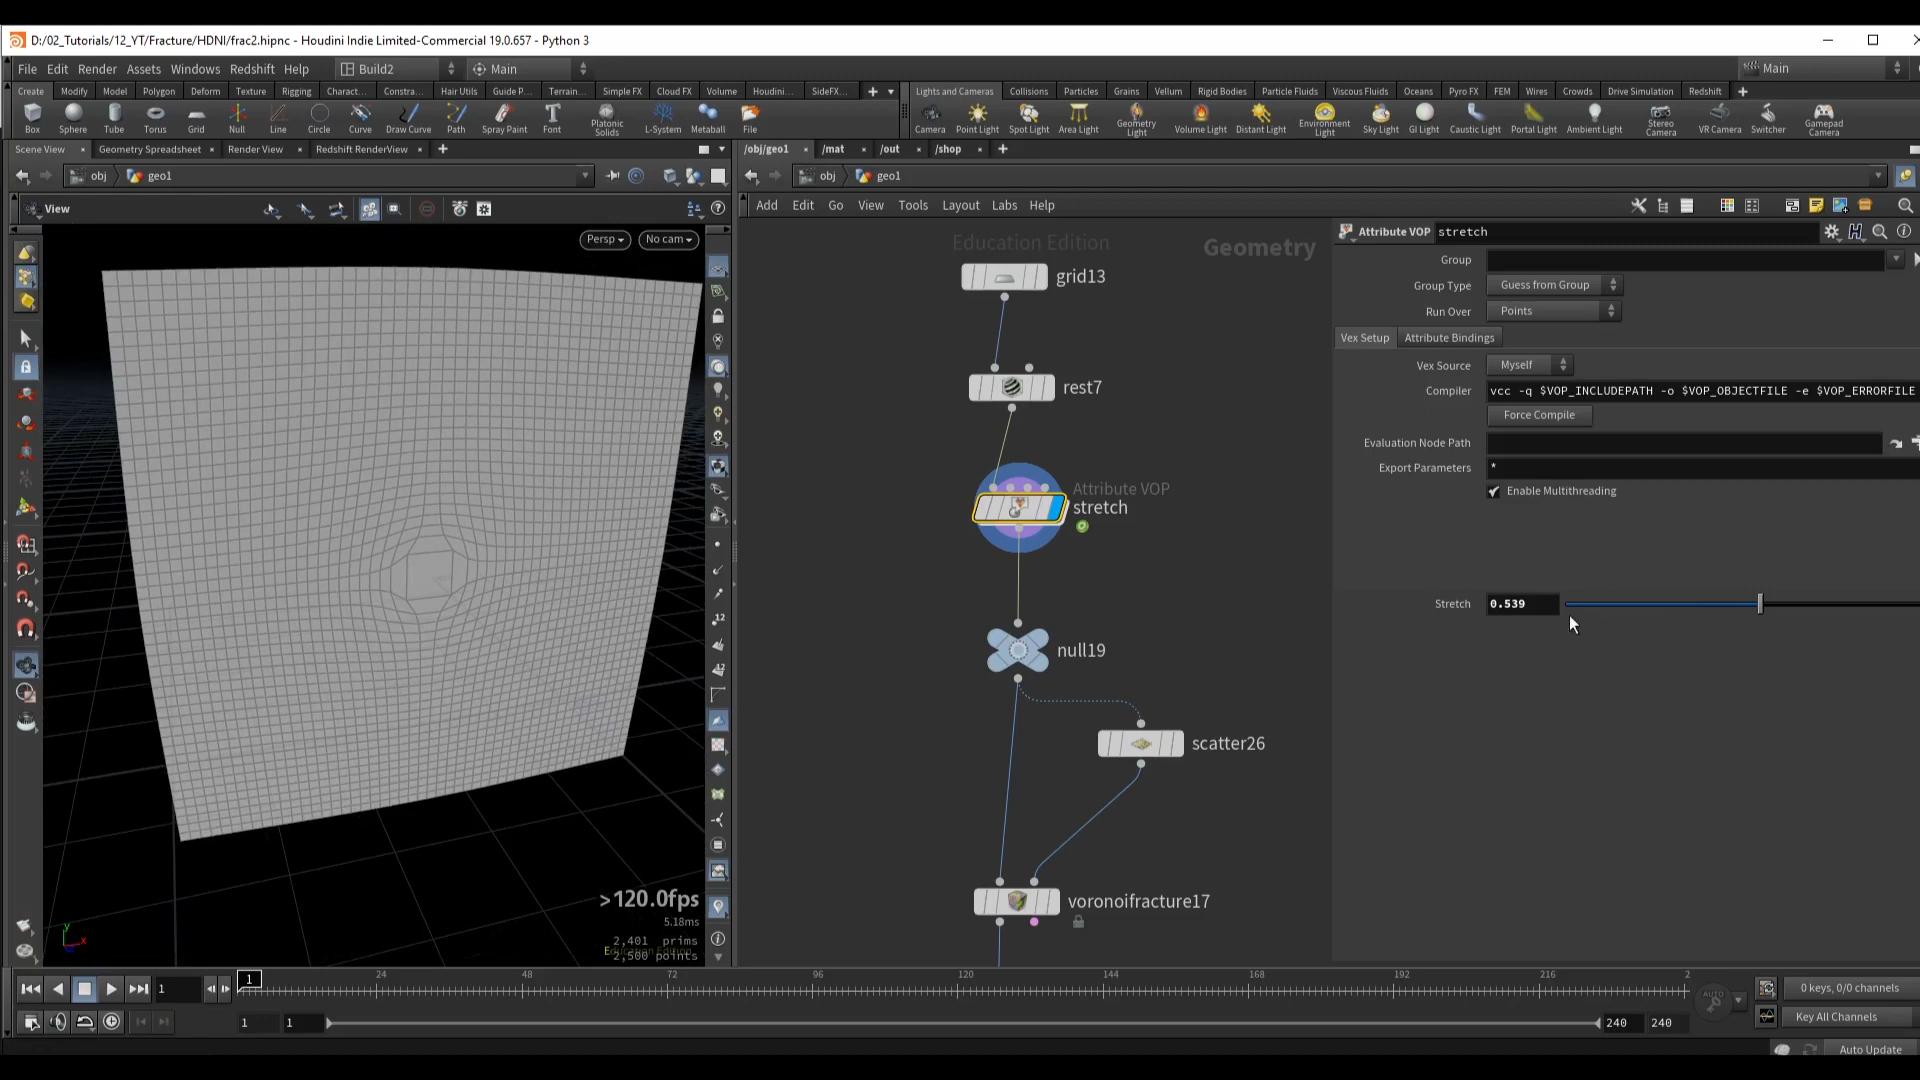 D:/02_Tutorials/12_YT/Fracture/HDNI/frac2.hipnc - Houdini Indie Limited-Commercial 19.0.657 - Python 3
File Edit Render Assets Windows Redshift Help Build2 Main Main
Create Modify Model Polygon Deform Texture Rigging Charact... Constra... Hair Utils Guide P... Terrain... Simple FX Cloud FX Volume Houdini... SideFX...
Lights and Cameras Collisions Particles Grains Vellum Rigid Bodies Particle Fluids Viscous Fluids Oceans Pyro FX FEM Wires Crowds Drive Simulation Redshift
Box Sphere Tube Torus Grid Null Line Circle Curve Draw Curve Path Spray Paint Font Platonic Solids L-System Metaball File
Camera Point Light Spot Light Area Light Geometry Light Volume Light Distant Light Environment Light Sky Light GI Light Caustic Light Portal Light Ambient Light Stereo Camera VR Camera Switcher Gamepad Camera
Scene View Geometry Spreadsheet Render View Redshift RenderView
/obj/geo1 /mat /out /shop
obj geo1
obj geo1
View
Add Edit Go View Tools Layout Labs Help
Persp No cam
Education Edition
Geometry
grid13
rest7
Attribute VOP
stretch
null19
scatter26
voronoifracture17
Attribute VOP stretch
Group
Group Type Guess from Group
Run Over Points
Vex Setup Attribute Bindings
Vex Source Myself
Compiler vcc -q $VOP_INCLUDEPATH -o $VOP_OBJECTFILE -e $VOP_ERRORFILE
Force Compile
Evaluation Node Path
Export Parameters *
Enable Multithreading
Stretch 0.539
12
12
>120.0fps
5.18ms
2,401 prims
Education Edition
2,500 points
y
x
1 1 24 48 72 96 120 144 168 192 216 2
AUTO
0 keys, 0/0 channels
1 1 240 240
Key All Channels
Auto Update